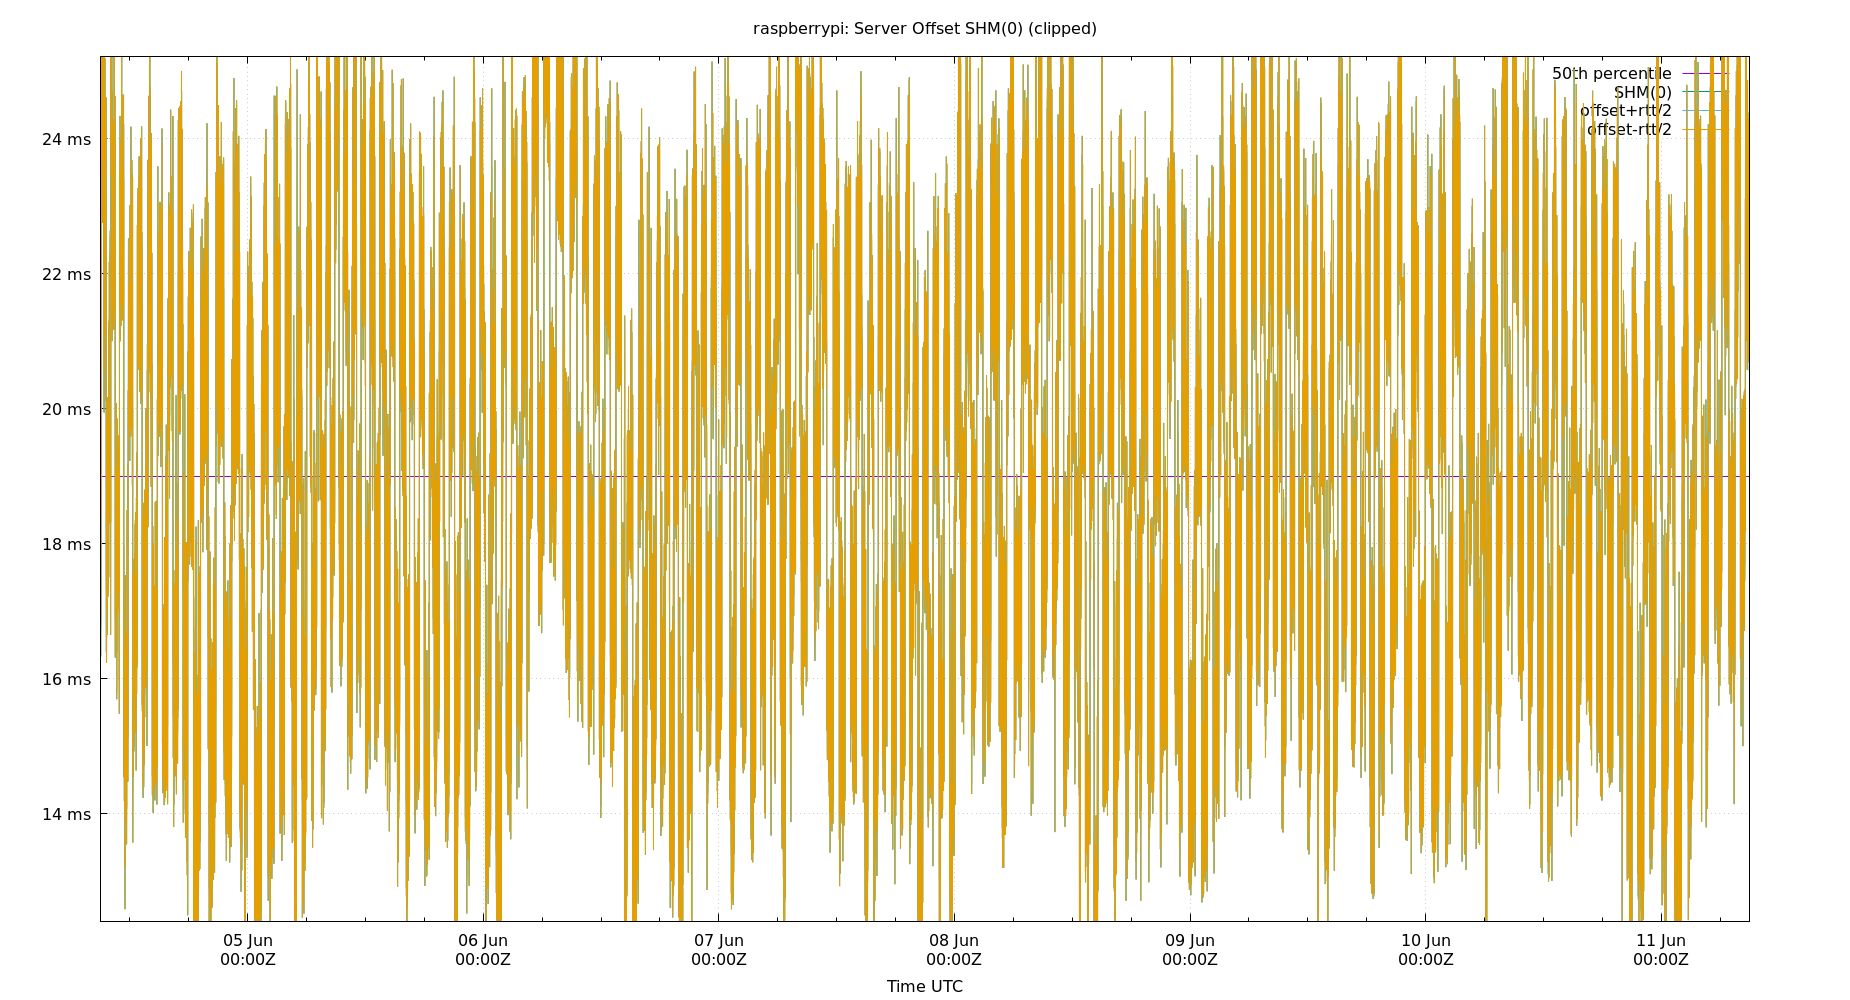 raspberrypi: Server Offset SHM(0) (clipped)
50th percentile
SHM(0)
offset+rtt/2
offset-rtt/2
24 ms
22 ms
20 ms
18 ms
16 ms
14 ms
05 Jun 06 Jun 07 Jun 08 Jun 09 Jun 10 Jun 11 Jun
00:00Z 00:00Z 00:00Z 00:00Z 00:00Z 00:00Z 00:00Z
Time UTC